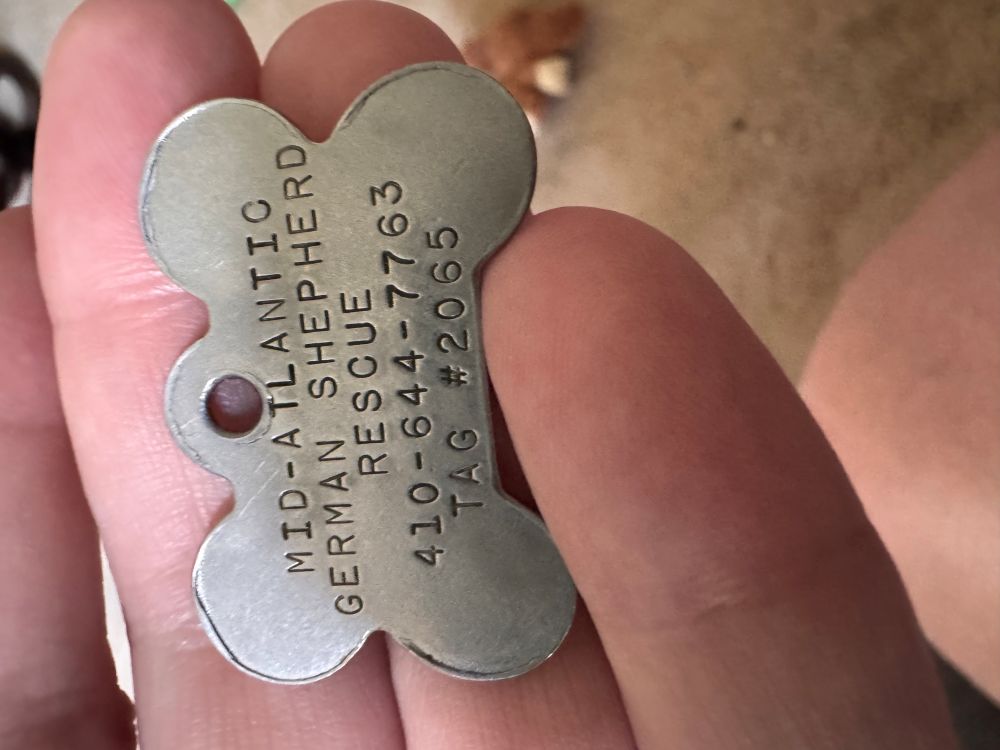 MID-ATLANTIC
GERMAN SHEPHERD
RESCUE
410-644-7763
TAG #2065